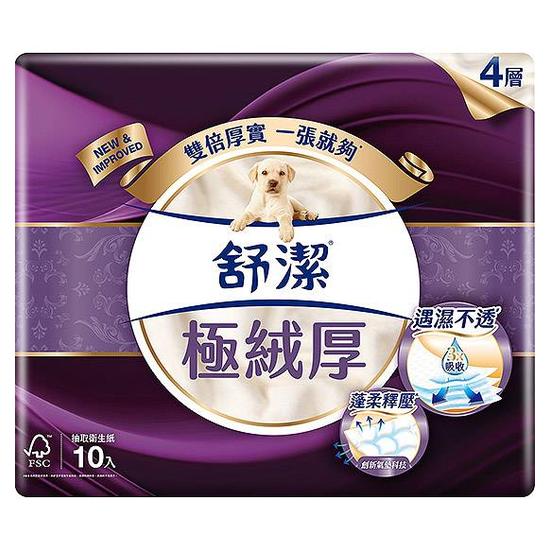 4層
NEW &
IMPROVED
雙倍厚實 一張就夠
舒潔®
極絨厚
遇濕不透
3X
吸收
蓬柔釋壓
創新氣墊科技
FSC
抽取衛生紙
10入